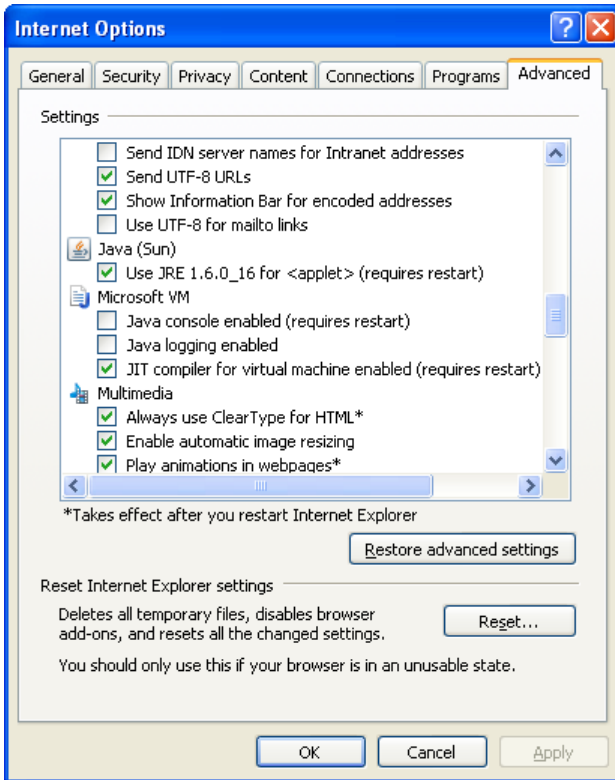 Internet Options
General Security Privacy Content Connections Programs Advanced
Settings
Send IDN server names for Intranet addresses
Send UTF-8 URLs
Show Information Bar for encoded addresses
Use UTF-8 for mailto links
Java (Sun)
Use JRE 1.6.0_16 for <applet> (requires restart)
Microsoft VM
Java console enabled (requires restart)
Java logging enabled
JIT compiler for virtual machine enabled (requires restart)
Multimedia
Always use ClearType for HTML*
Enable automatic image resizing
Play animations in webpages*
*Takes effect after you restart Internet Explorer
Restore advanced settings
Reset Internet Explorer settings
Deletes all temporary files, disables browser
add-ons, and resets all the changed settings.
Reset...
You should only use this if your browser is in an unusable state.
OK Cancel Apply